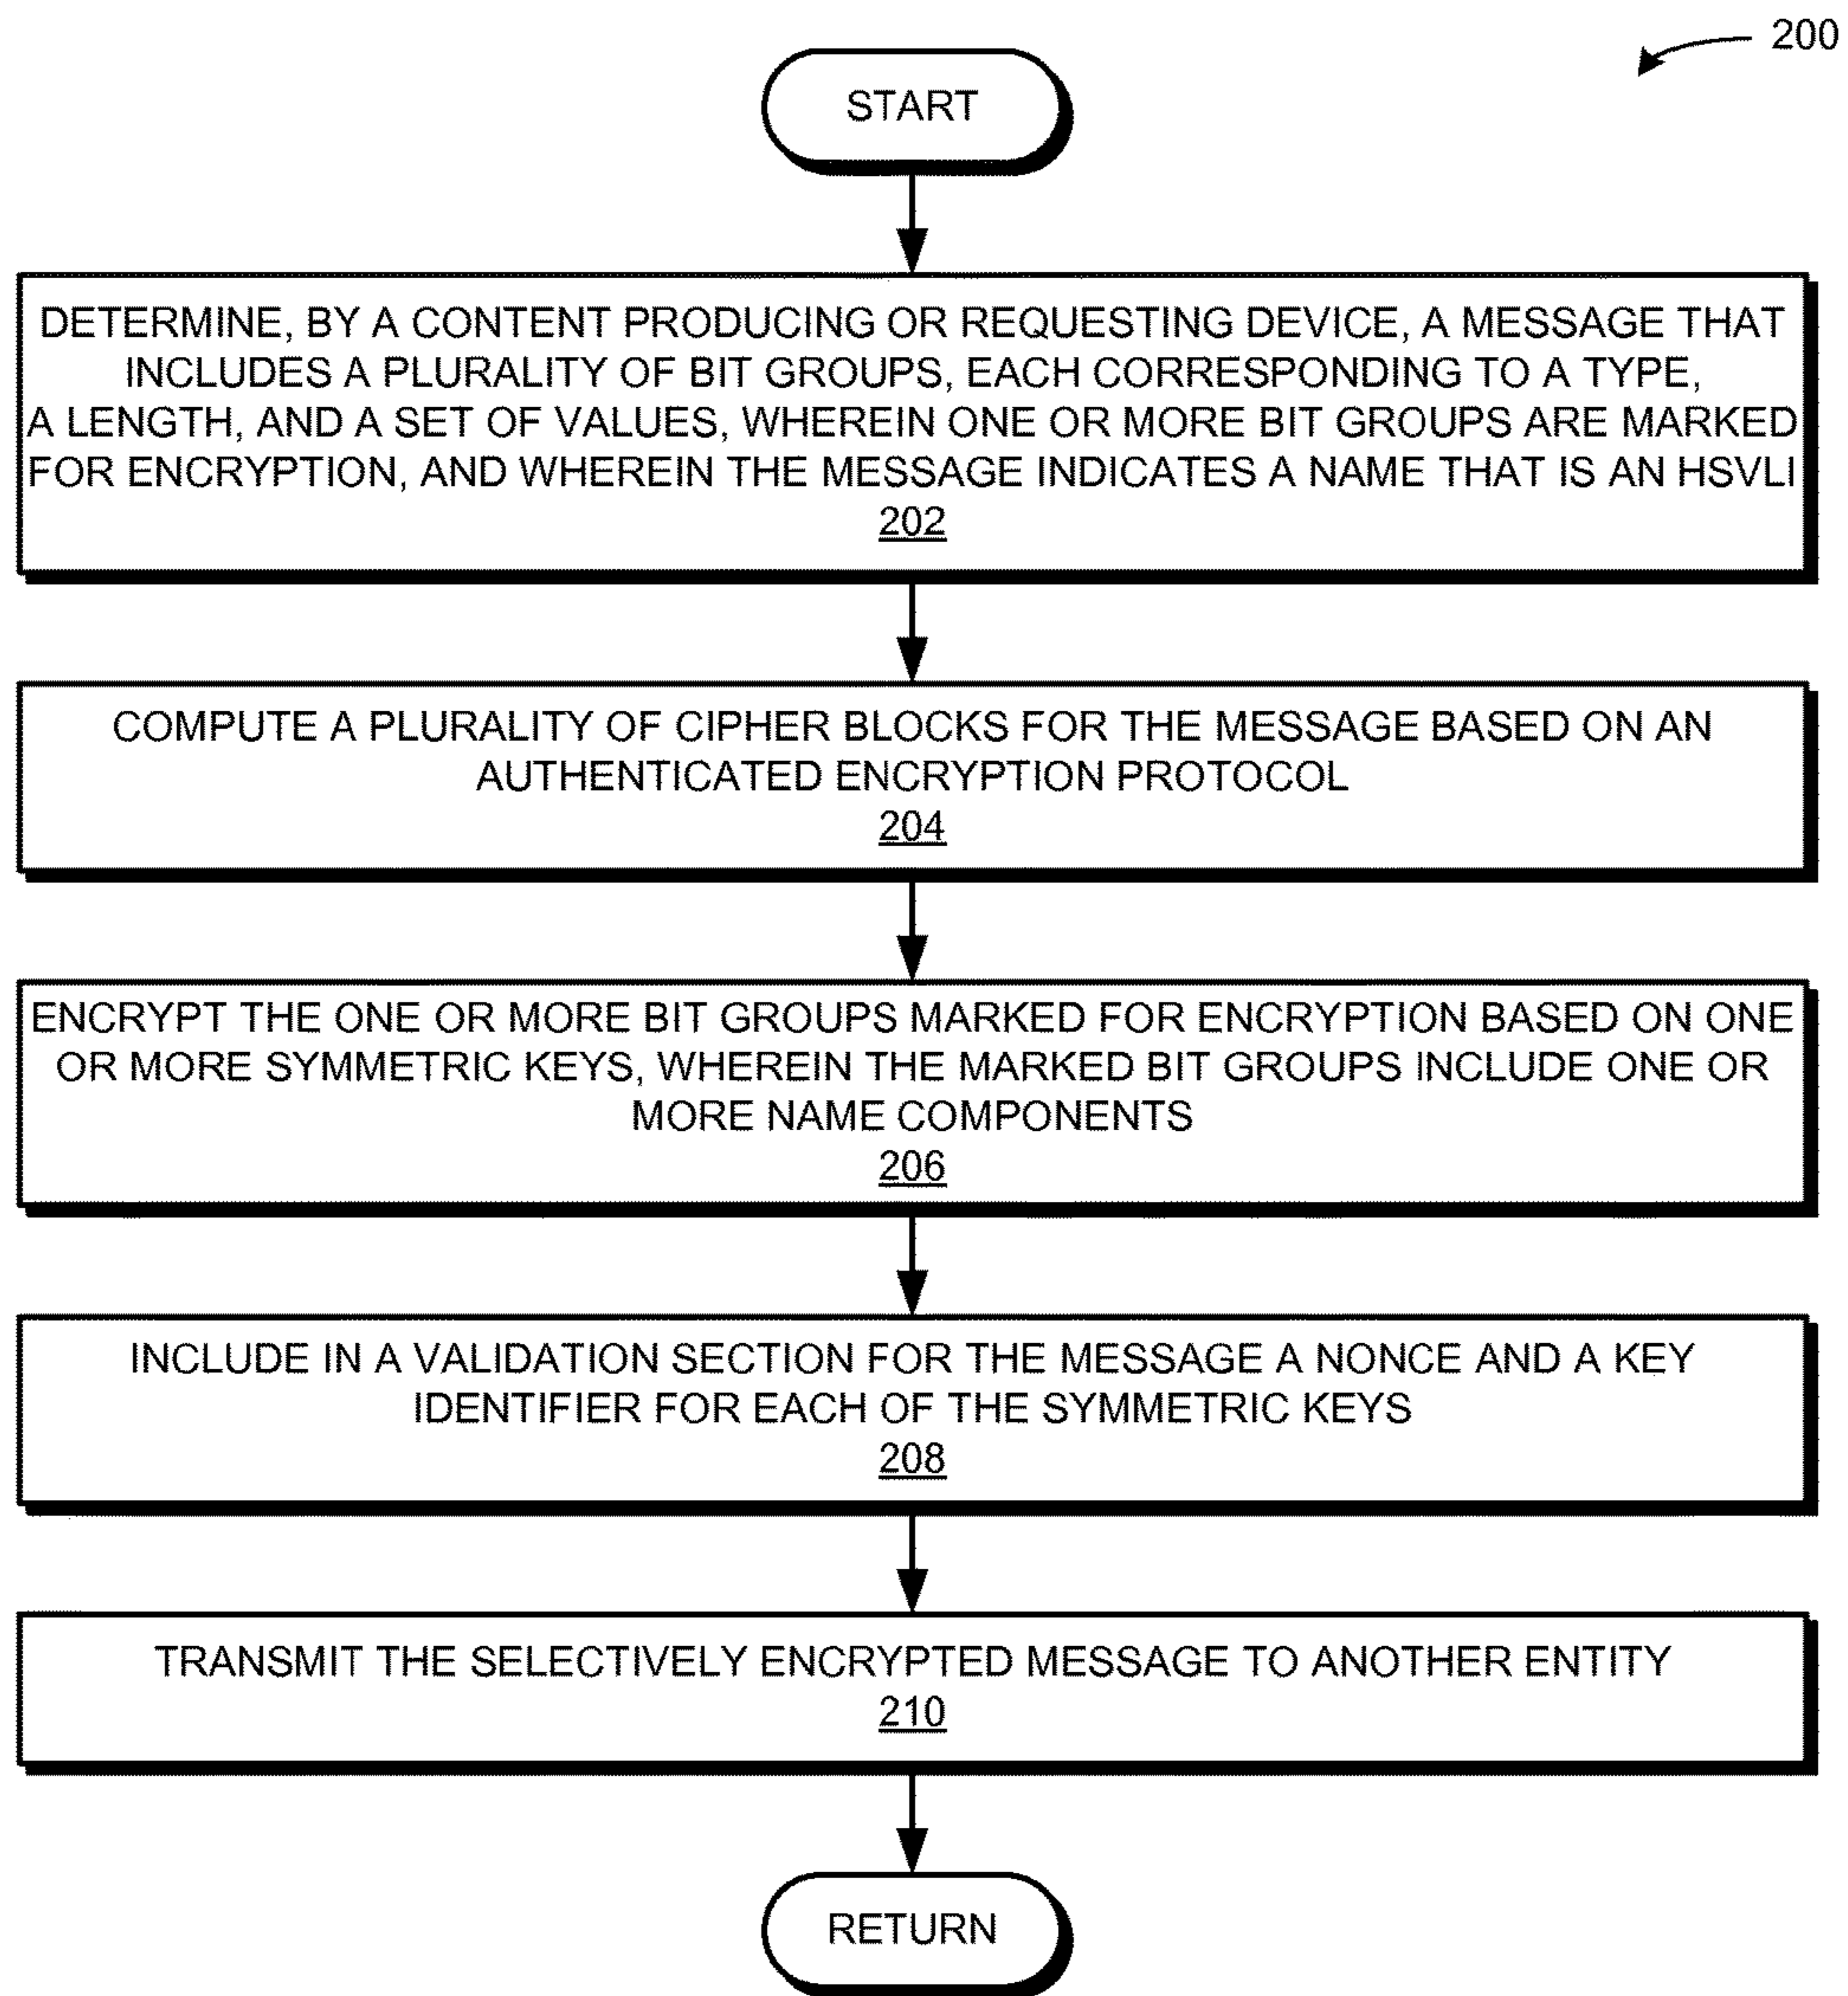 200
START
DETERMINE, BY A CONTENT PRODUCING OR REQUESTING DEVICE, A MESSAGE THAT
INCLUDES A PLURALITY OF BIT GROUPS, EACH CORRESPONDING TO A TYPE,
A LENGTH, AND A SET OF VALUES, WHEREIN ONE OR MORE BIT GROUPS ARE MARKED
FOR ENCRYPTION, AND WHEREIN THE MESSAGE INDICATES A NAME THAT IS AN HSVLI
202
COMPUTE A PLURALITY OF CIPHER BLOCKS FOR THE MESSAGE BASED ON AN
AUTHENTICATED ENCRYPTION PROTOCOL
204
ENCRYPT THE ONE OR MORE BIT GROUPS MARKED FOR ENCRYPTION BASED ON ONE
OR MORE SYMMETRIC KEYS, WHEREIN THE MARKED BIT GROUPS INCLUDE ONE OR
MORE NAME COMPONENTS
206
INCLUDE IN A VALIDATION SECTION FOR THE MESSAGE A NONCE AND A KEY
IDENTIFIER FOR EACH OF THE SYMMETRIC KEYS
208
TRANSMIT THE SELECTIVELY ENCRYPTED MESSAGE TO ANOTHER ENTITY
210
RETURN